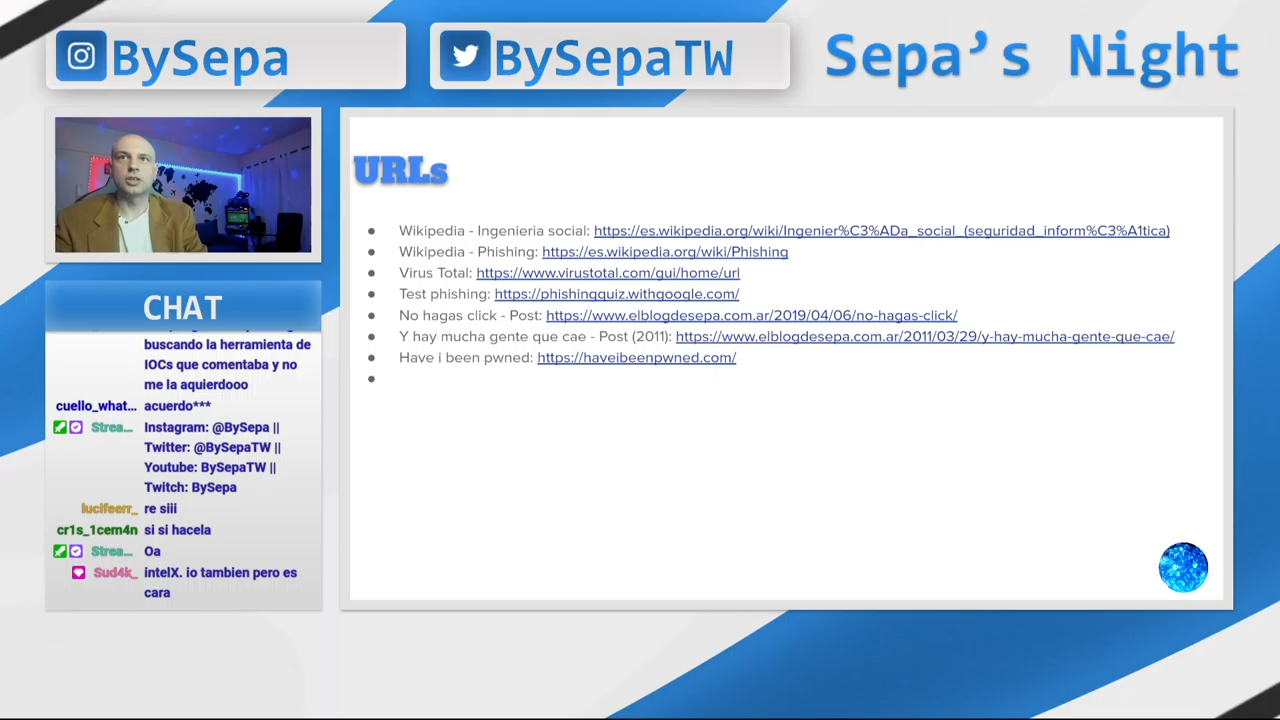 BySepa
BySepaTW
Sepa's Night
URLs
Wikipedia - Ingenieria social: https://es.wikipedia.org/wiki/Ingenier%C3%ADa_social_(seguridad_inform%C3%A1tica)
Wikipedia - Phishing: https://es.wikipedia.org/wiki/Phishing
Virus Total: https://www.virustotal.com/gui/home/url
Test phishing: https://phishingquiz.withgoogle.com/
No hagas click - Post: https://www.elblogdesepa.com.ar/2019/04/06/no-hagas-click/
Y hay mucha gente que cae - Post (2011): https://www.elblogdesepa.com.ar/2011/03/29/y-hay-mucha-gente-que-cae/
Have i been pwned: https://haveibeenpwned.com/
CHAT
buscando la herramienta de
IOCs que comentaba y no
me la aquierdooo
cuello_what... acuerdo***
Strea... Instagram: @BySepa ||
Twitter: @BySepaTW ||
Youtube: BySepaTW ||
Twitch: BySepa
lucifeerr_ re siii
cr1s_1cem4n si si hacela
Strea... Oa
Sud4k_ intelX. io tambien pero es
cara